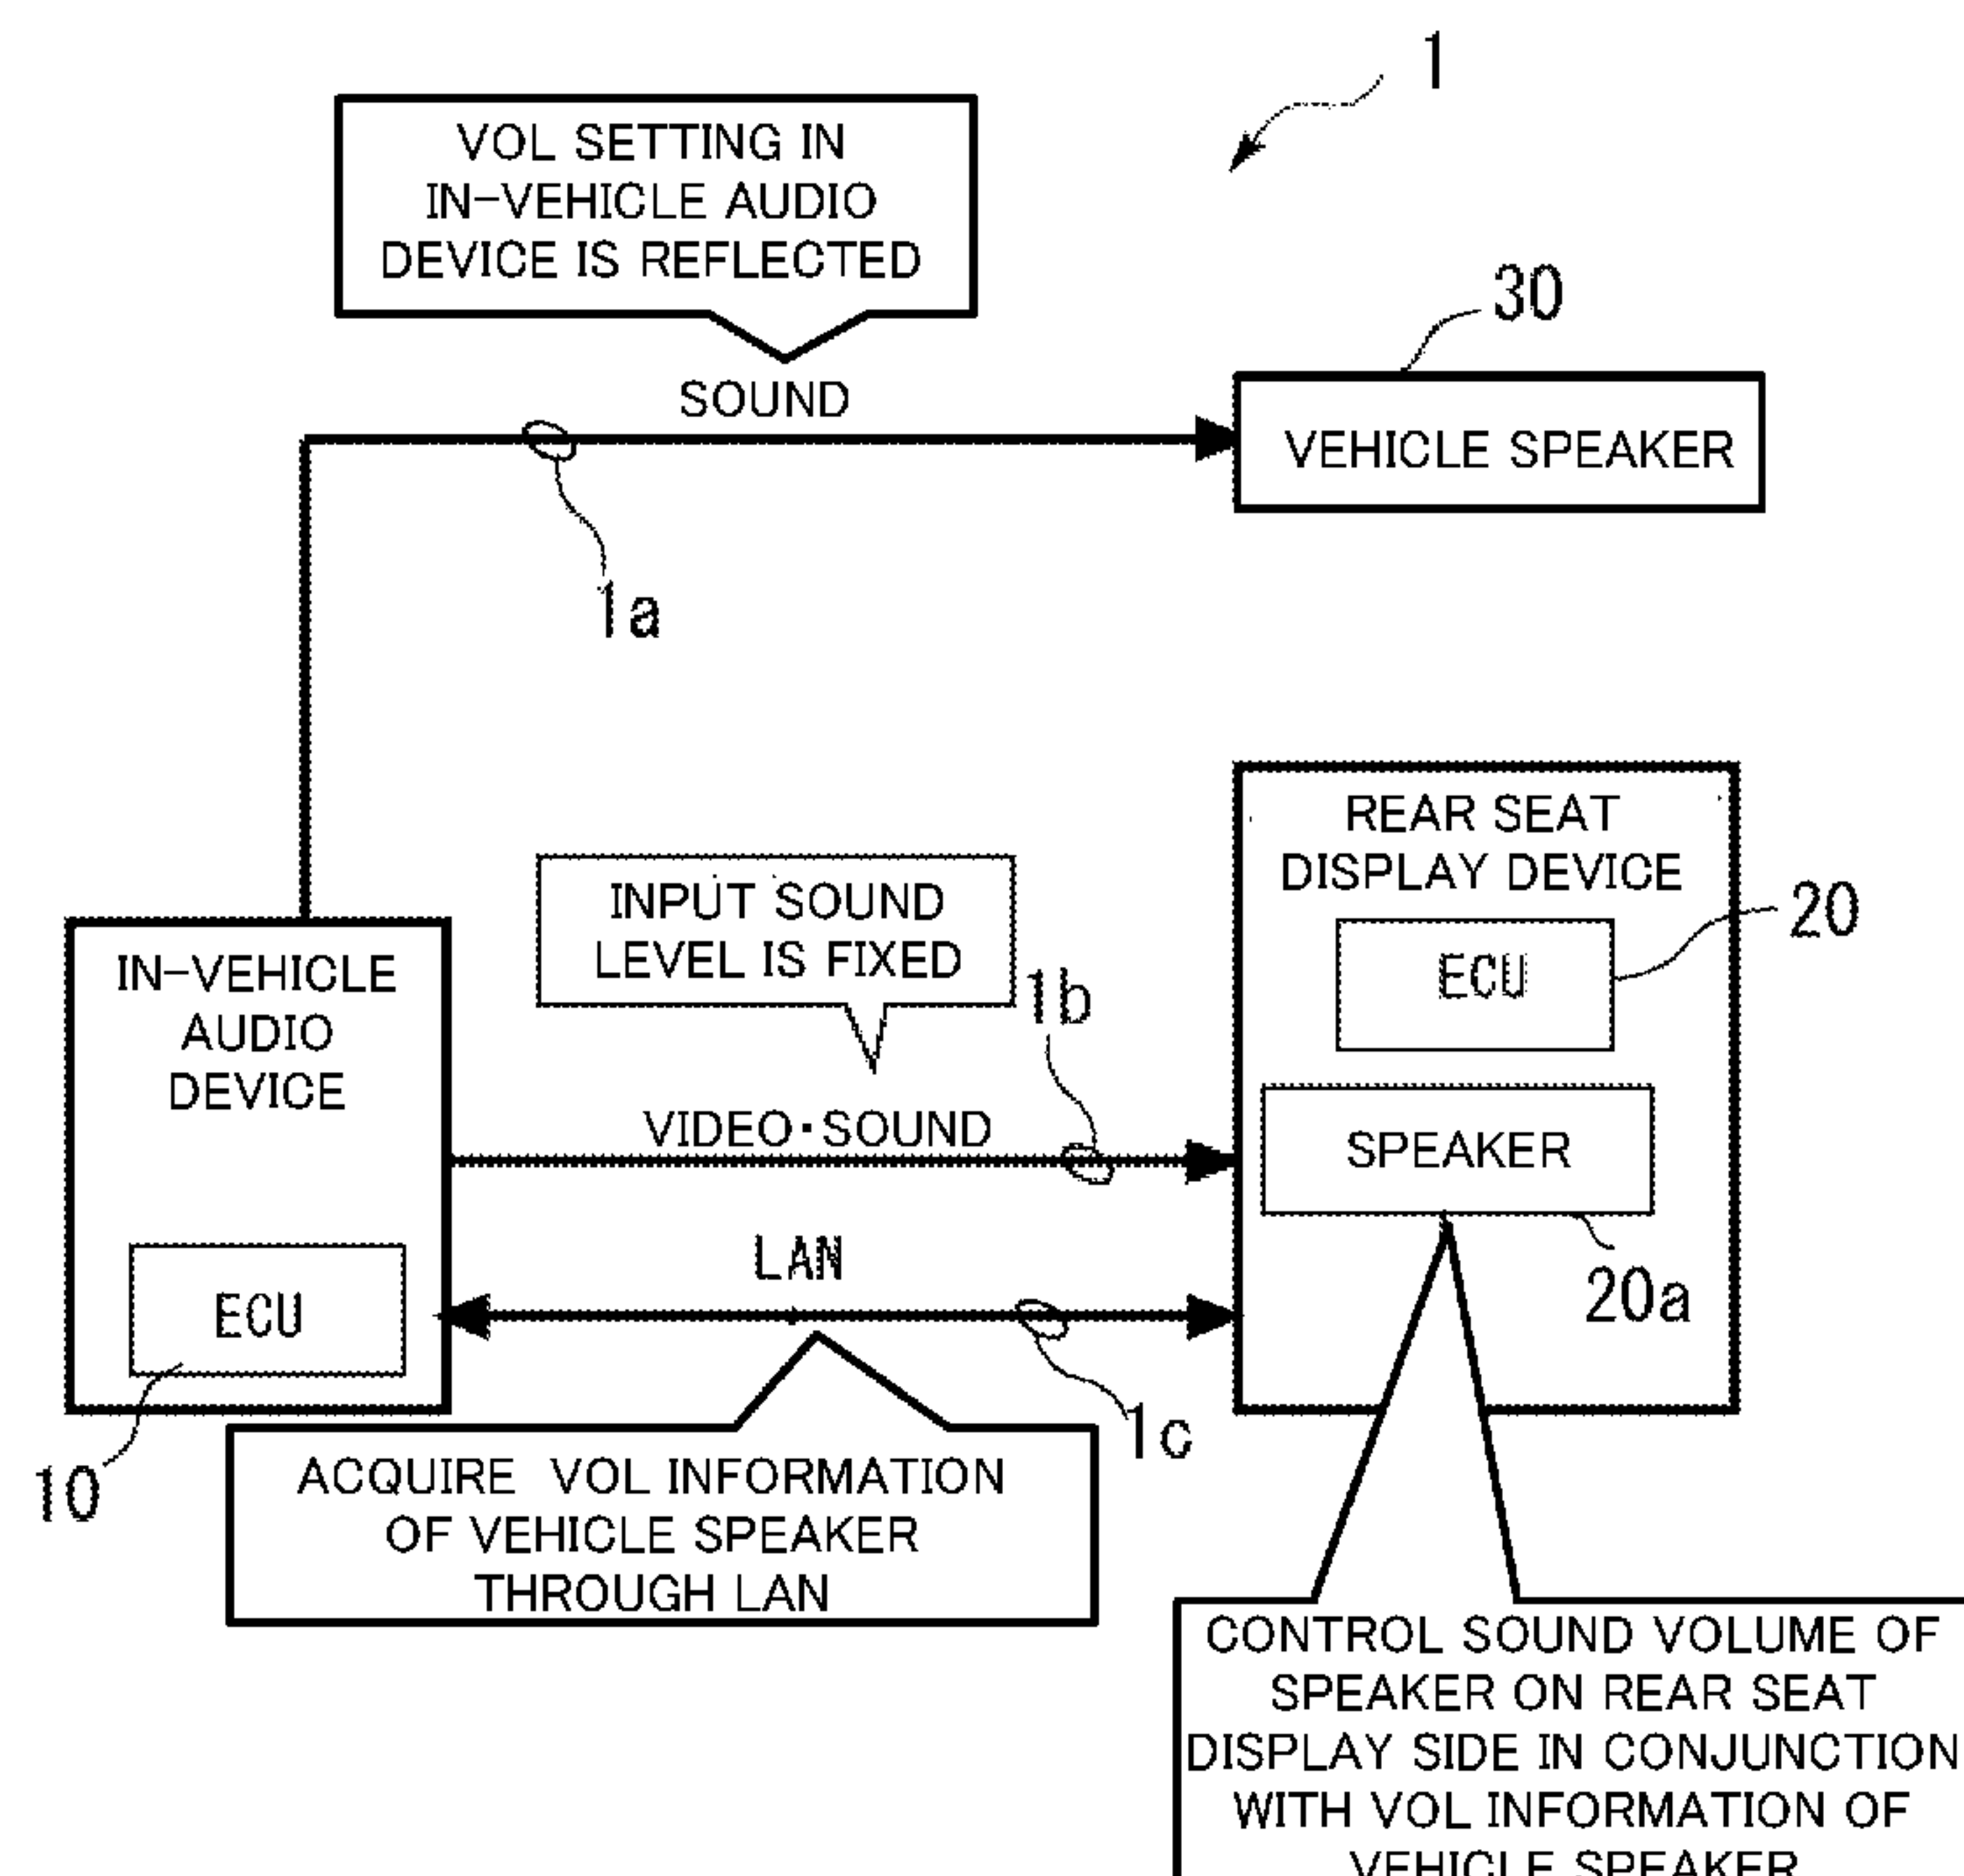 1
VOL SETTING IN
IN-VEHICLE AUDIO
DEVICE IS REFLECTED
30
SOUND
VEHICLE SPEAKER
1a
REAR SEAT
DISPLAY DEVICE
20
ECU
INPUT SOUND
LEVEL IS FIXED
1b
IN-VEHICLE
AUDIO
DEVICE
VIDEO・SOUND
SPEAKER
LAN
20a
ECU
10
1c
ACQUIRE VOL INFORMATION
OF VEHICLE SPEAKER
THROUGH LAN
CONTROL SOUND VOLUME OF
SPEAKER ON REAR SEAT
DISPLAY SIDE IN CONJUNCTION
WITH VOL INFORMATION OF
VEHICLE SPEAKER